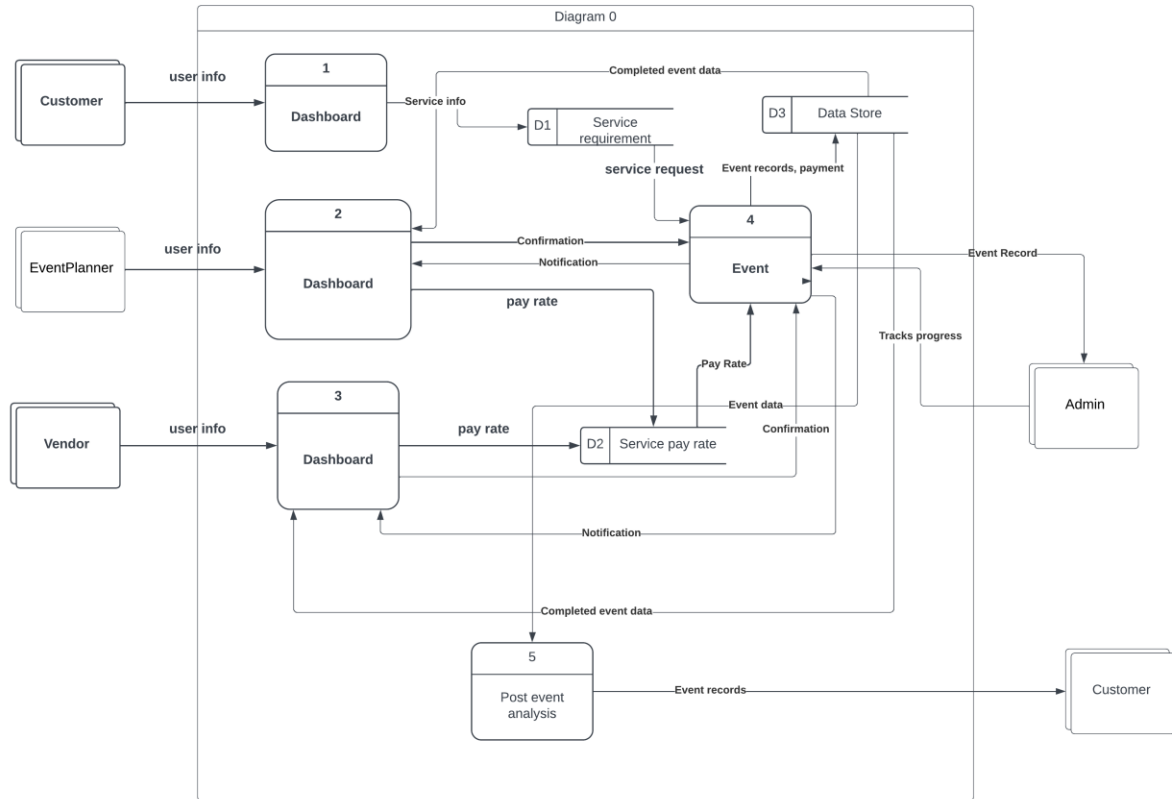 Diagram 0
user info
Customer
1
Dashboard
Service info
Completed event data
D1
Service
requirement
D3
Data Store
service request
Event records, payment
user info
EventPlanner
2
Dashboard
Confirmation
Notification
pay rate
4
Event
Event Record
Tracks progress
Admin
Pay Rate
Event data
Confirmation
user info
Vendor
3
Dashboard
pay rate
D2
Service pay rate
Notification
Completed event data
5
Post event
analysis
Event records
Customer